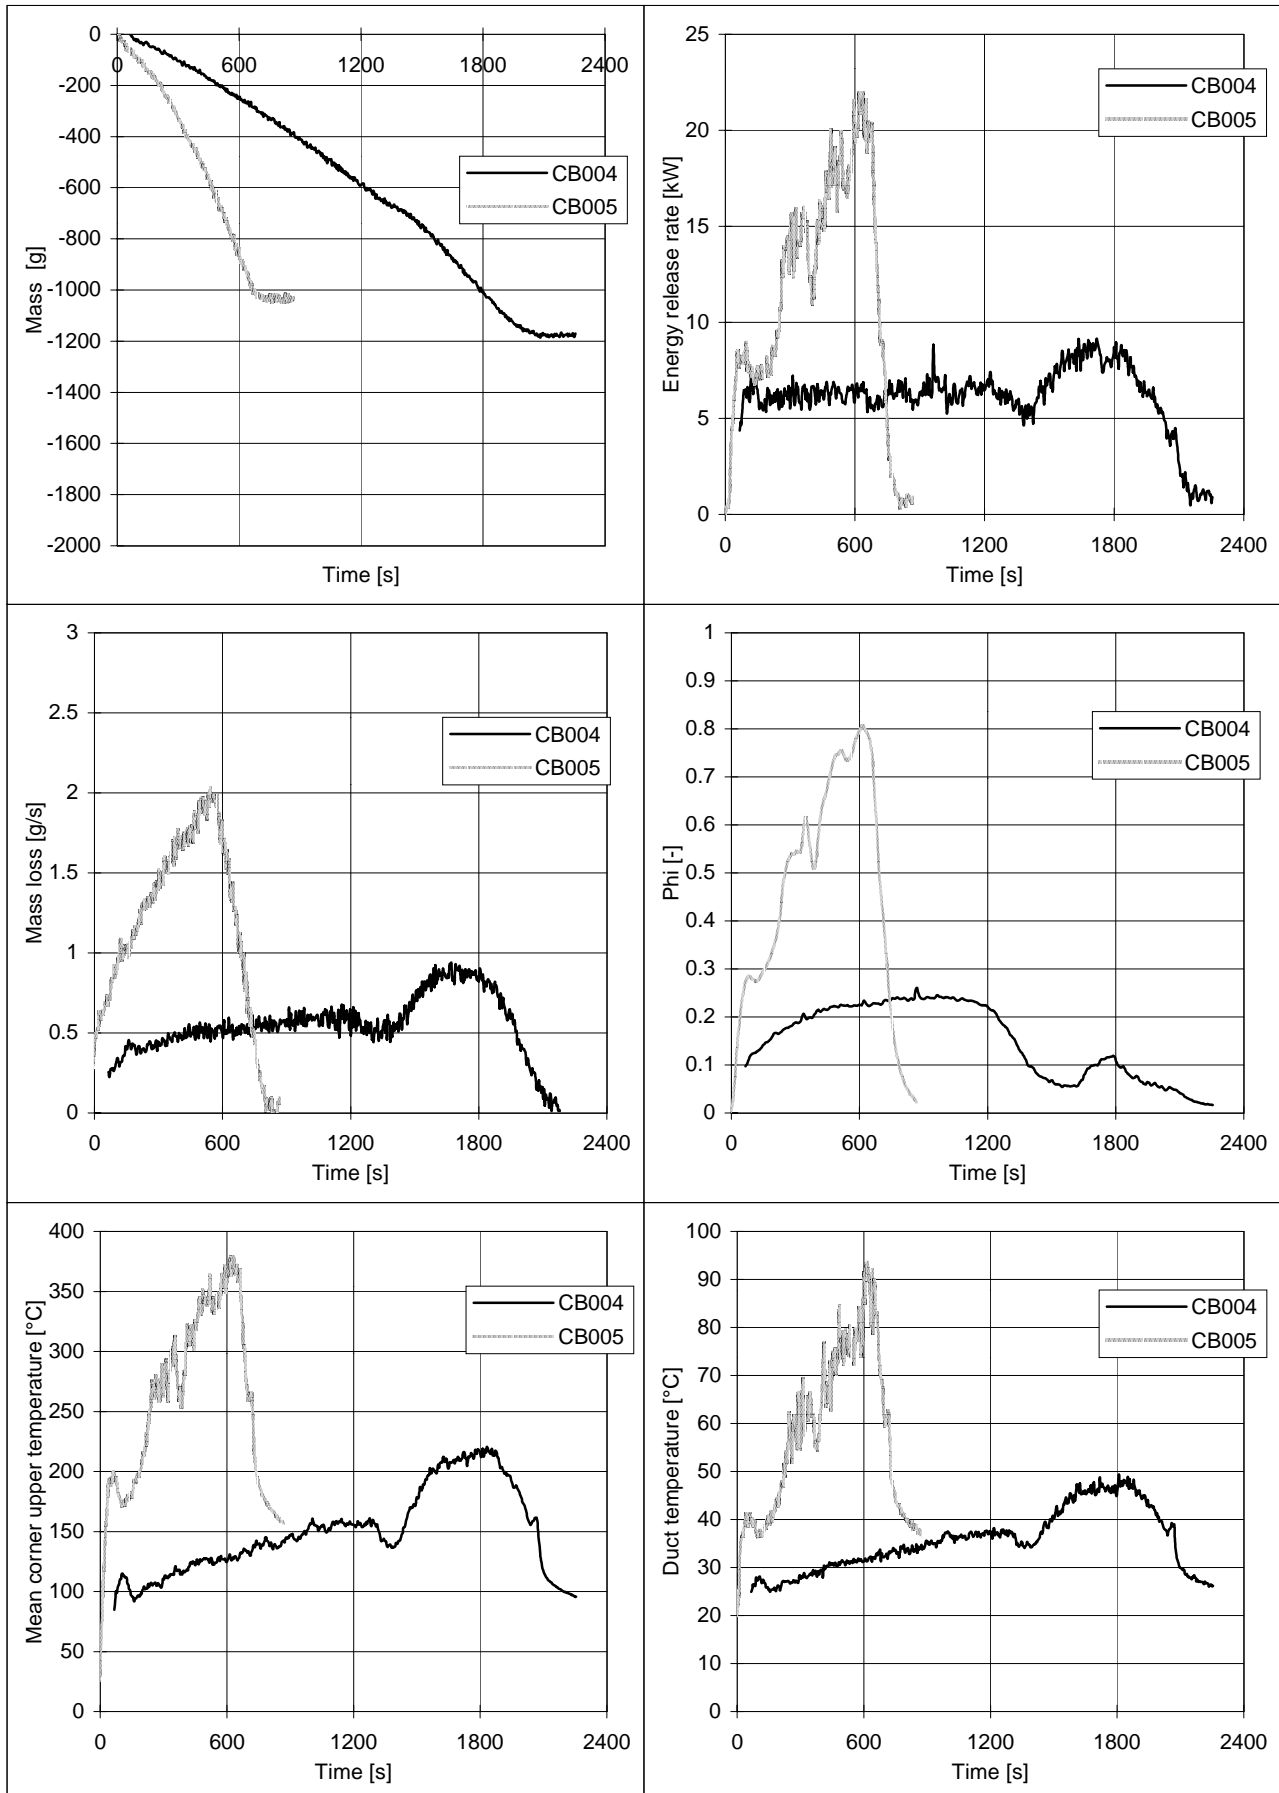 0
-200
-400
-600
-800
-1000
-1200
-1400
-1600
-1800
-2000
0 600 1200 1800 2400
Mass [g]
Time [s]
CB004
CB005
25
20
15
10
5
0
0 600 1200 1800 2400
Energy release rate [kW]
Time [s]
CB004
CB005
3
2.5
2
1.5
1
0.5
0
0 600 1200 1800 2400
Mass loss [g/s]
Time [s]
CB004
CB005
1
0.9
0.8
0.7
0.6
0.5
0.4
0.3
0.2
0.1
0
0 600 1200 1800 2400
Phi [-]
Time [s]
CB004
CB005
400
350
300
250
200
150
100
50
0
0 600 1200 1800 2400
Mean corner upper temperature [°C]
Time [s]
CB004
CB005
100
90
80
70
60
50
40
30
20
10
0
0 600 1200 1800 2400
Duct temperature [°C]
Time [s]
CB004
CB005